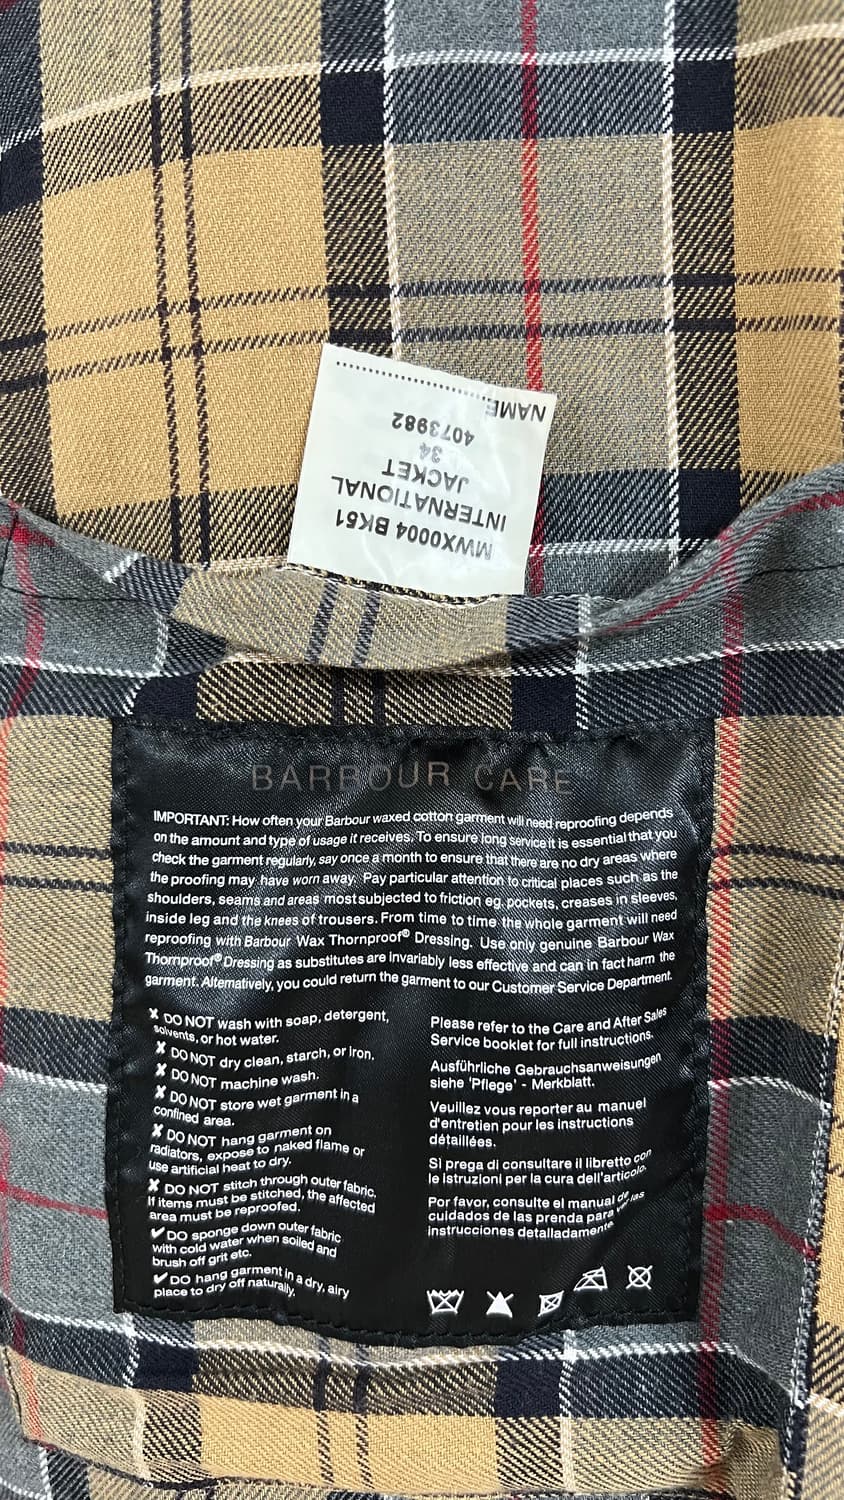 NAME..................
4073982
34
JACKET
INTERNATIONAL
MWX0004 BK51
BARBOUR CARE
IMPORTANT: How often your Barbour waxed cotton garment will need reproofing depends
on the amount and type of usage it receives. To ensure long service it is essential that you
check the garment regularly, say once a month to ensure that there are no dry areas where
the proofing may have worn away. Pay particular attention to critical places such as the
shoulders, seams and areas most subjected to friction eg. pockets, creases in sleeves,
inside leg and the knees of trousers. From time to time the whole garment will need
reproofing with Barbour Wax Thornproof® Dressing. Use only genuine Barbour Wax
Thornproof® Dressing as substitutes are invariably less effective and can in fact harm the
garment. Alternatively, you could return the garment to our Customer Service Department.
✘ DO NOT wash with soap, detergent,
solvents, or hot water.
✘ DO NOT dry clean, starch, or Iron.
✘ DO NOT machine wash.
✘ DO NOT store wet garment in a
confined area.
✘ DO NOT hang garment on
radiators, expose to naked flame or
use artificial heat to dry.
✘ DO NOT stitch through outer fabric.
If items must be stitched, the affected
area must be reproofed.
✔ DO sponge down outer fabric
with cold water when soiled and
brush off grit etc.
✔ DO hang garment in a dry, airy
place to dry off naturally.
Please refer to the Care and After Sales
Service booklet for full instructions.
Ausführliche Gebrauchsanweisungen
siehe 'Pflege' - Merkblatt.
Veuillez vous reporter au manuel
d'entretien pour les instructions
détaillées.
Si prega di consultare il libretto con
le istruzioni per la cura dell'articolo.
Por favor, consulte el manual de las
cuidados de las prenda para ver
instrucciones detalladamente